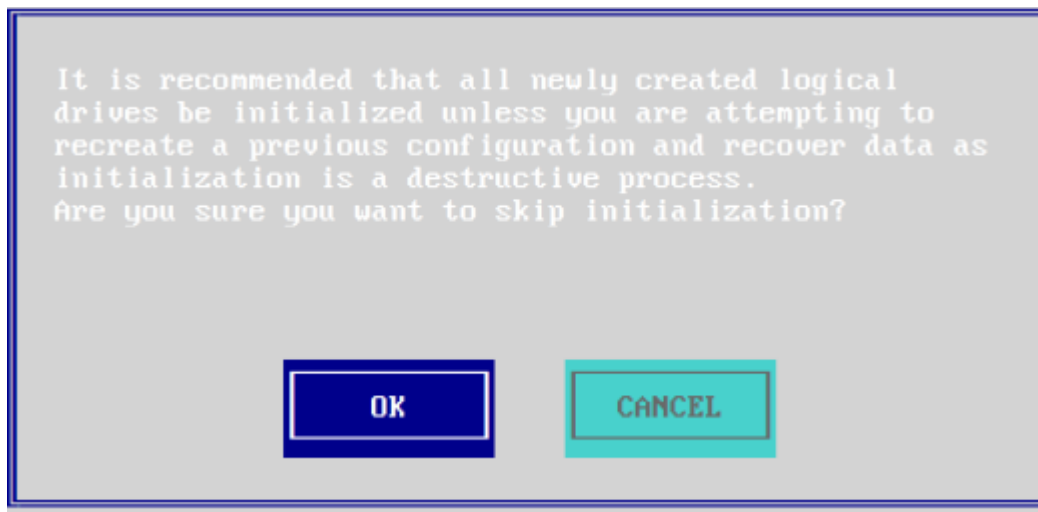 It is recommended that all newly created logical
drives be initialized unless you are attempting to
recreate a previous configuration and recover data as
initialization is a destructive process.
Are you sure you want to skip initialization?
OK
CANCEL